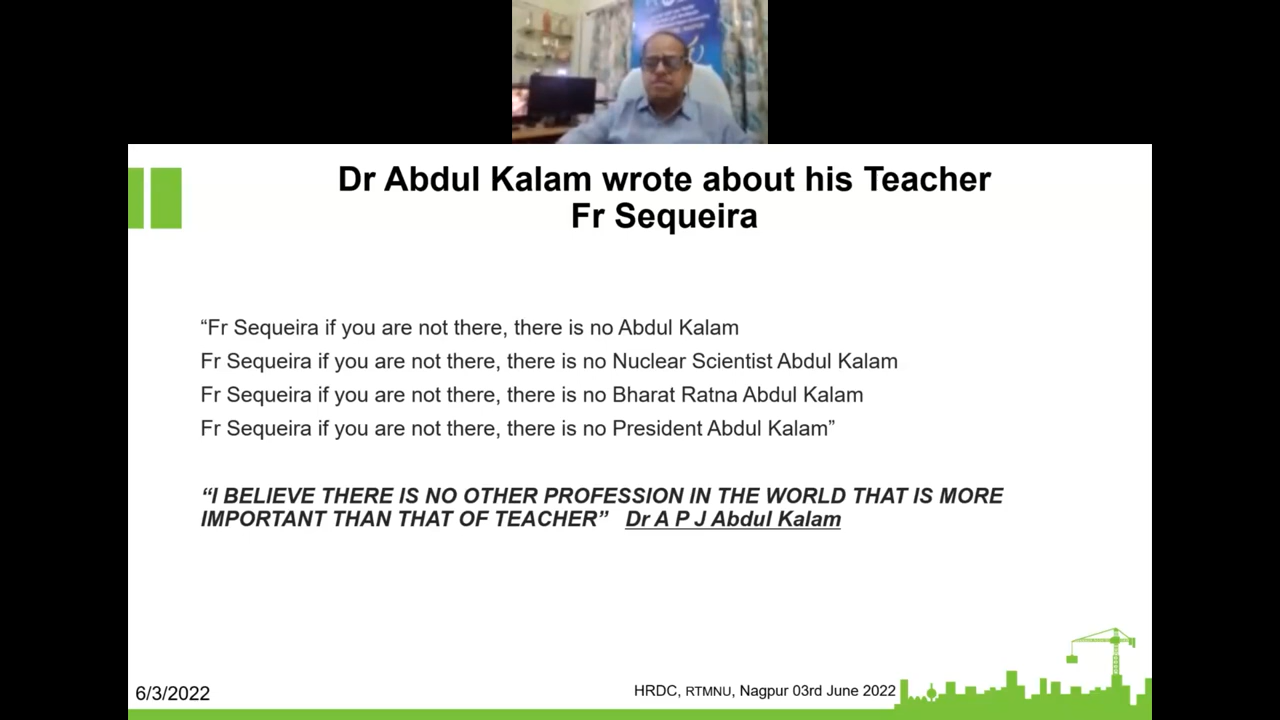 Dr Abdul Kalam wrote about his Teacher
Fr Sequeira
“Fr Sequeira if you are not there, there is no Abdul Kalam
Fr Sequeira if you are not there, there is no Nuclear Scientist Abdul Kalam
Fr Sequeira if you are not there, there is no Bharat Ratna Abdul Kalam
Fr Sequeira if you are not there, there is no President Abdul Kalam”
“I BELIEVE THERE IS NO OTHER PROFESSION IN THE WORLD THAT IS MORE
IMPORTANT THAN THAT OF TEACHER” Dr A P J Abdul Kalam
6/3/2022
HRDC, RTMNU, Nagpur 03rd June 2022